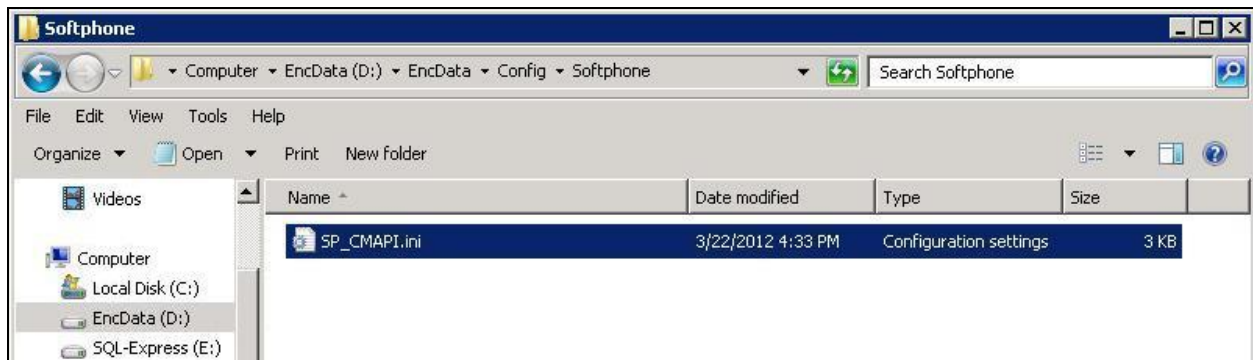 Softphone
Computer EncData (D:) EncData Config Softphone Search Softphone
File Edit View Tools Help
Organize Open Print New folder
Videos
Computer
Local Disk (C:)
EncData (D:)
SQL-Express (E:)
Name Date modified Type Size
SP_CMAPI.ini 3/22/2012 4:33 PM Configuration settings 3 KB